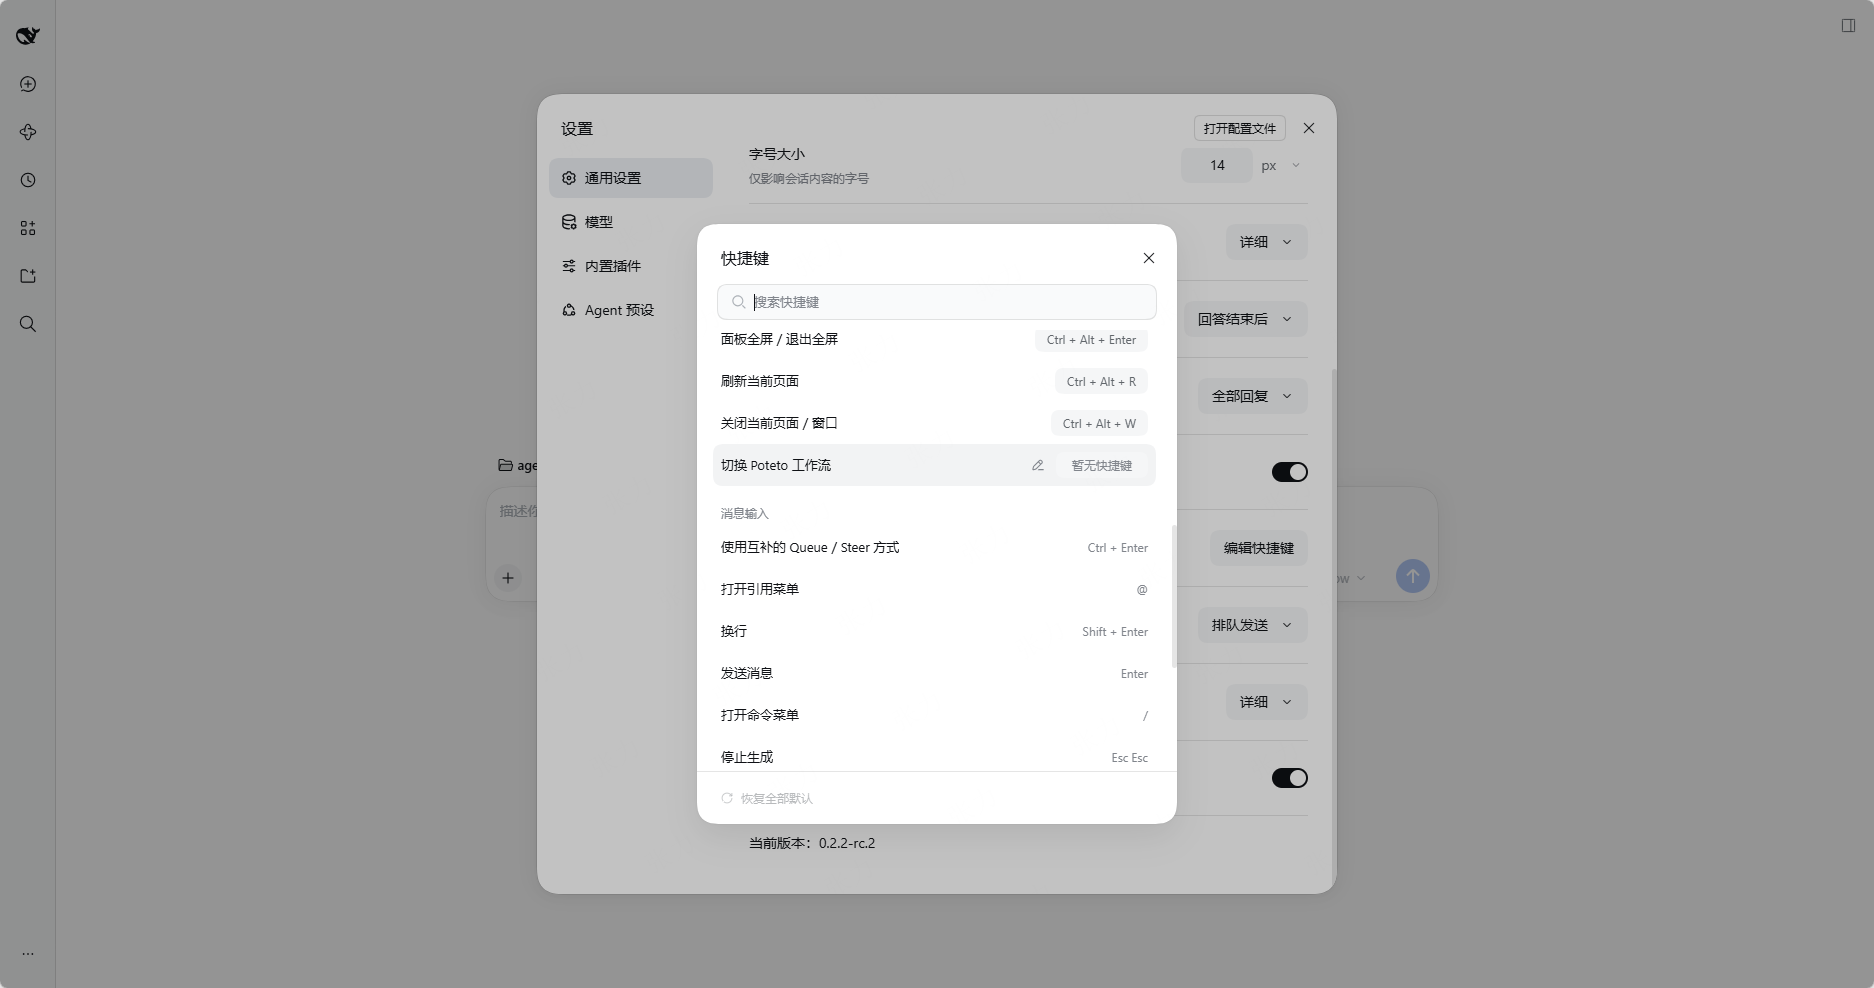 设置
打开配置文件
通用设置
模型
内置插件
Agent 预设
字号大小
仅影响会话内容的字号
14
px
详细
回答结束后
全部回复
编辑快捷键
排队发送
详细
当前版本：0.2.2-rc.2
age
描述你
ow
快捷键
搜索快捷键
面板全屏 / 退出全屏
Ctrl + Alt + Enter
刷新当前页面
Ctrl + Alt + R
关闭当前页面 / 窗口
Ctrl + Alt + W
切换 Poteto 工作流
暂无快捷键
消息输入
使用互补的 Queue / Steer 方式
Ctrl + Enter
打开引用菜单
@
换行
Shift + Enter
发送消息
Enter
打开命令菜单
/
停止生成
Esc Esc
恢复全部默认